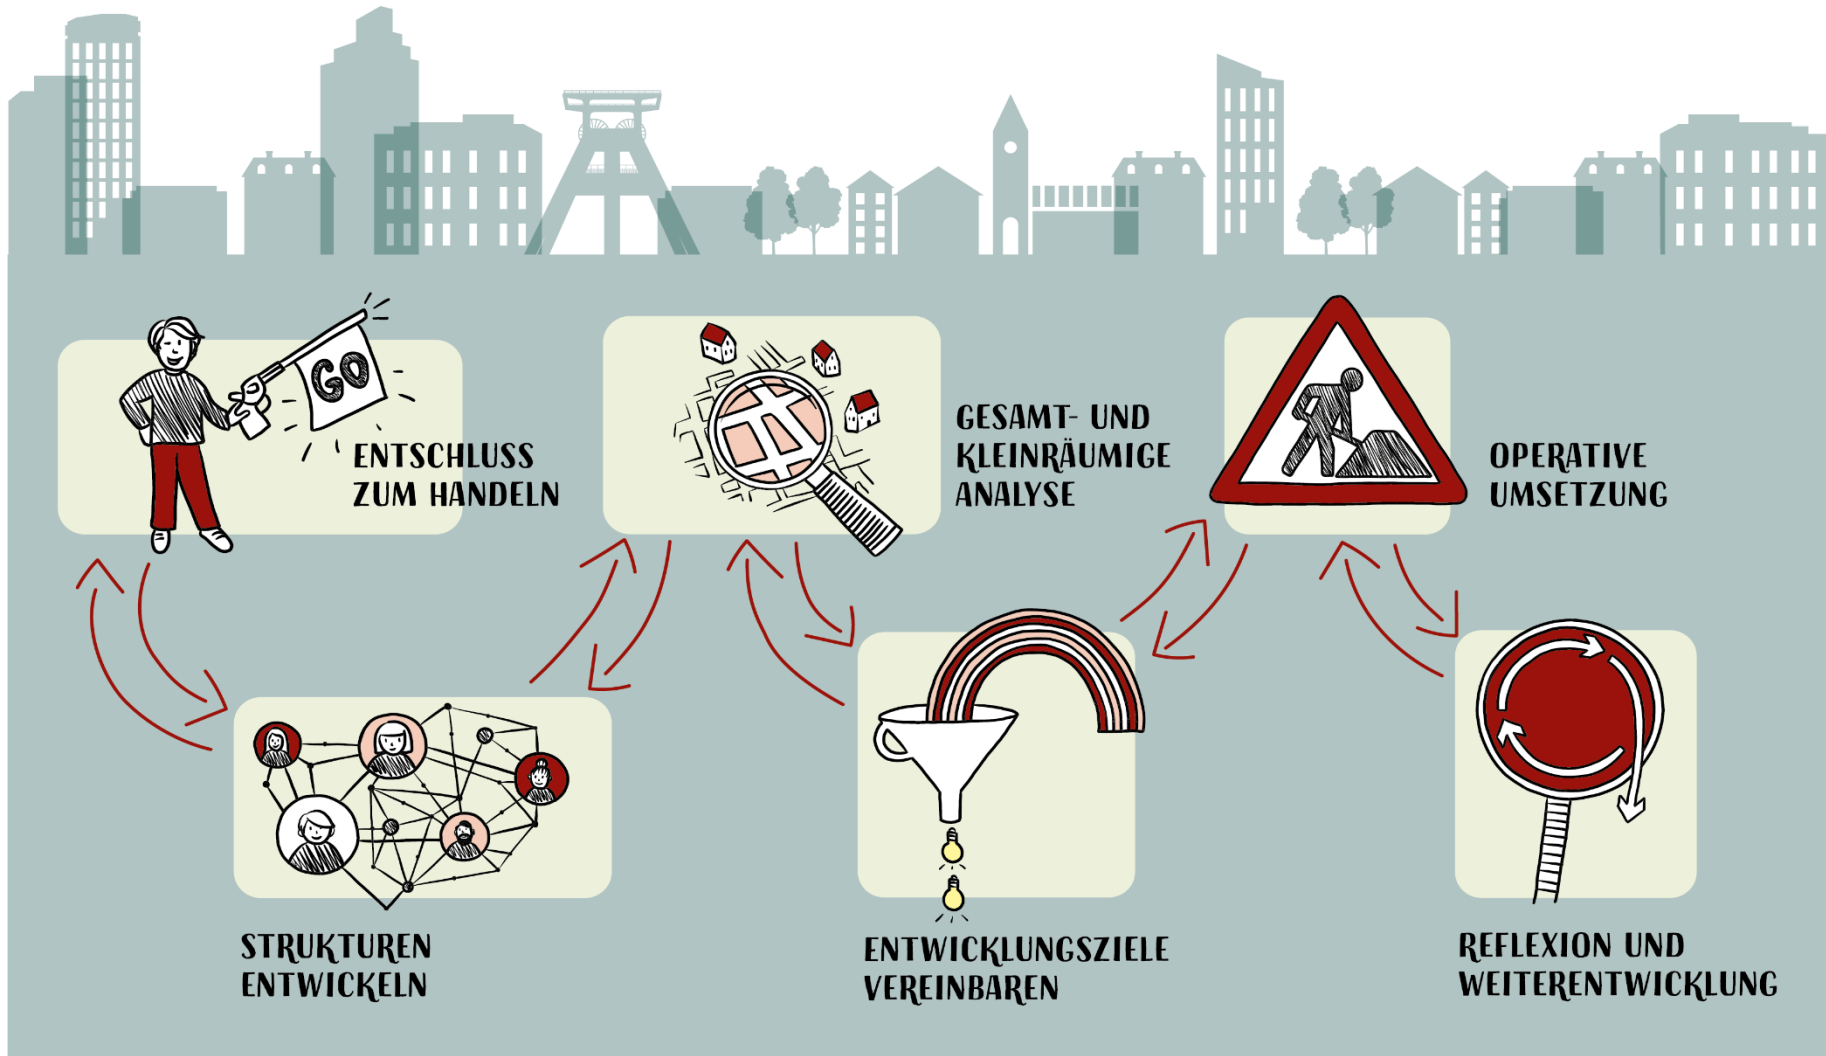 GO
ENTSCHLUSS
ZUM HANDELN
STRUKTUREN
ENTWICKELN
GESAMT- UND
KLEINRÄUMIGE
ANALYSE
ENTWICKLUNGSZIELE
VEREINBAREN
OPERATIVE
UMSETZUNG
REFLEXION UND
WEITERENTWICKLUNG